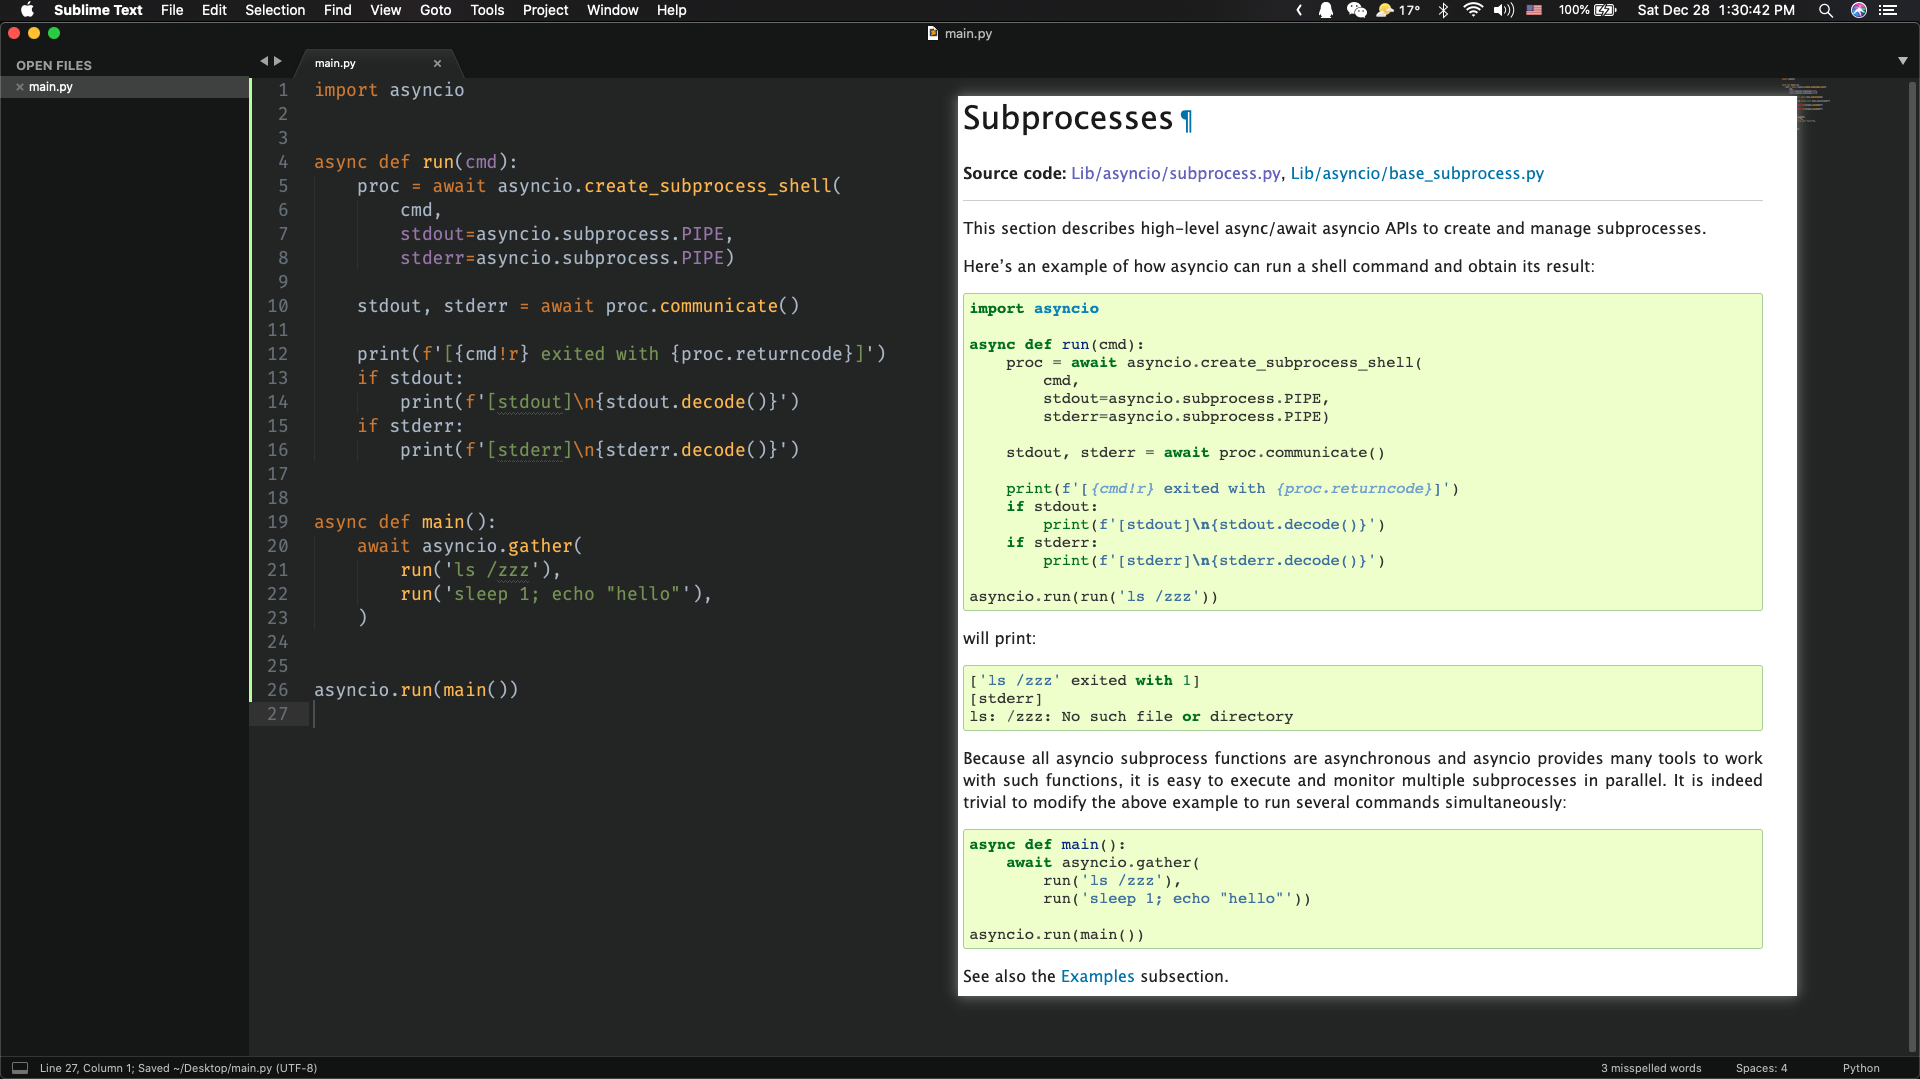 Sublime Text File Edit Selection Find View Goto Tools Project Window Help 17° 100% Sat Dec 28 1:30:42 PM
main.py
OPEN FILES
main.py
main.py
1 import asyncio
2
3
4 async def run(cmd):
5     proc = await asyncio.create_subprocess_shell(
6         cmd,
7         stdout=asyncio.subprocess.PIPE,
8         stderr=asyncio.subprocess.PIPE)
9
10     stdout, stderr = await proc.communicate()
11
12     print(f'[{cmd!r} exited with {proc.returncode}]')
13     if stdout:
14         print(f'[stdout]\n{stdout.decode()}')
15     if stderr:
16         print(f'[stderr]\n{stderr.decode()}')
17
18
19 async def main():
20     await asyncio.gather(
21         run('ls /zzz'),
22         run('sleep 1; echo "hello"'),
23     )
24
25
26 asyncio.run(main())
27
Subprocesses ¶
Source code: Lib/asyncio/subprocess.py, Lib/asyncio/base_subprocess.py
This section describes high-level async/await asyncio APIs to create and manage subprocesses.
Here’s an example of how asyncio can run a shell command and obtain its result:
import asyncio
async def run(cmd):
    proc = await asyncio.create_subprocess_shell(
        cmd,
        stdout=asyncio.subprocess.PIPE,
        stderr=asyncio.subprocess.PIPE)
    stdout, stderr = await proc.communicate()
    print(f'[{cmd!r} exited with {proc.returncode}]')
    if stdout:
        print(f'[stdout]\n{stdout.decode()}')
    if stderr:
        print(f'[stderr]\n{stderr.decode()}')
asyncio.run(run('ls /zzz'))
will print:
['ls /zzz' exited with 1]
[stderr]
ls: /zzz: No such file or directory
Because all asyncio subprocess functions are asynchronous and asyncio provides many tools to work
with such functions, it is easy to execute and monitor multiple subprocesses in parallel. It is indeed
trivial to modify the above example to run several commands simultaneously:
async def main():
    await asyncio.gather(
        run('ls /zzz'),
        run('sleep 1; echo "hello"'))
asyncio.run(main())
See also the Examples subsection.
Line 27, Column 1; Saved ~/Desktop/main.py (UTF-8) 3 misspelled words Spaces: 4 Python